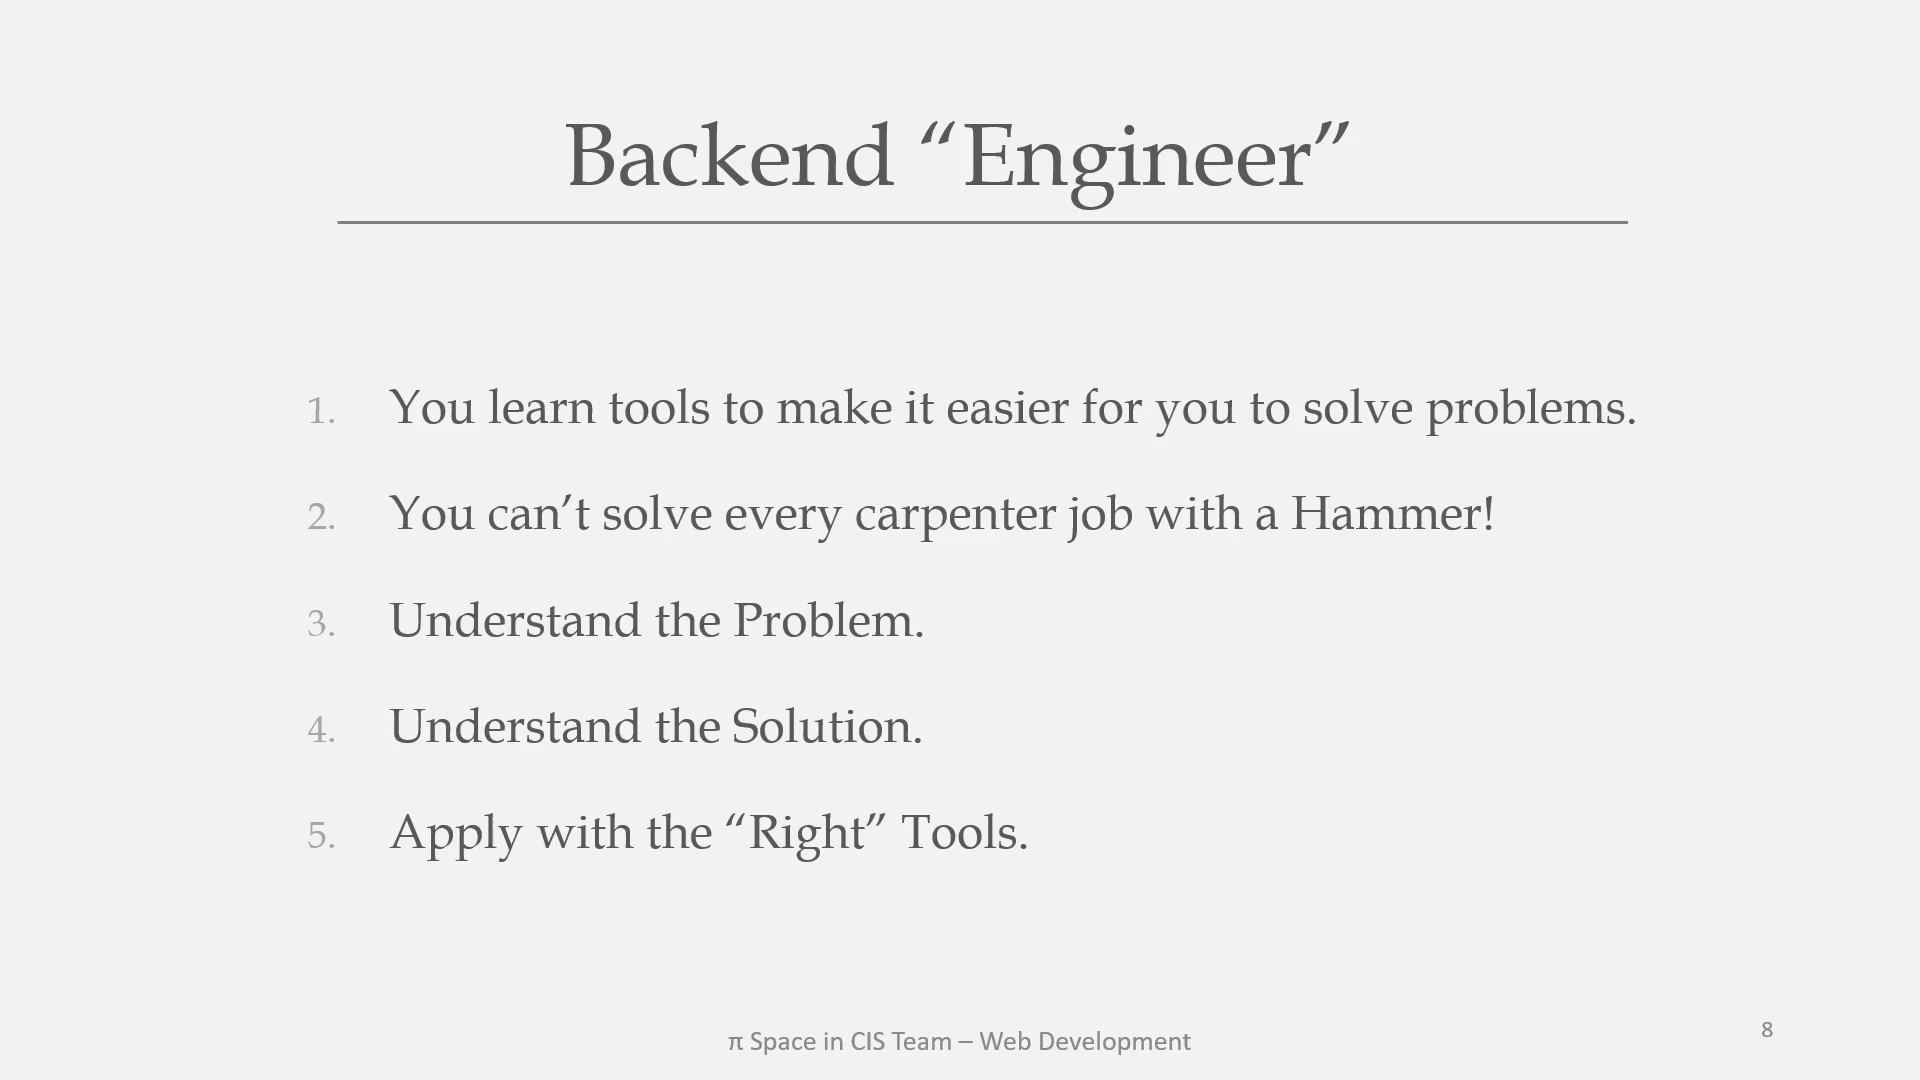 Backend “Engineer”
1. You learn tools to make it easier for you to solve problems.
2. You can’t solve every carpenter job with a Hammer!
3. Understand the Problem.
4. Understand the Solution.
5. Apply with the “Right” Tools.
π Space in CIS Team – Web Development
8